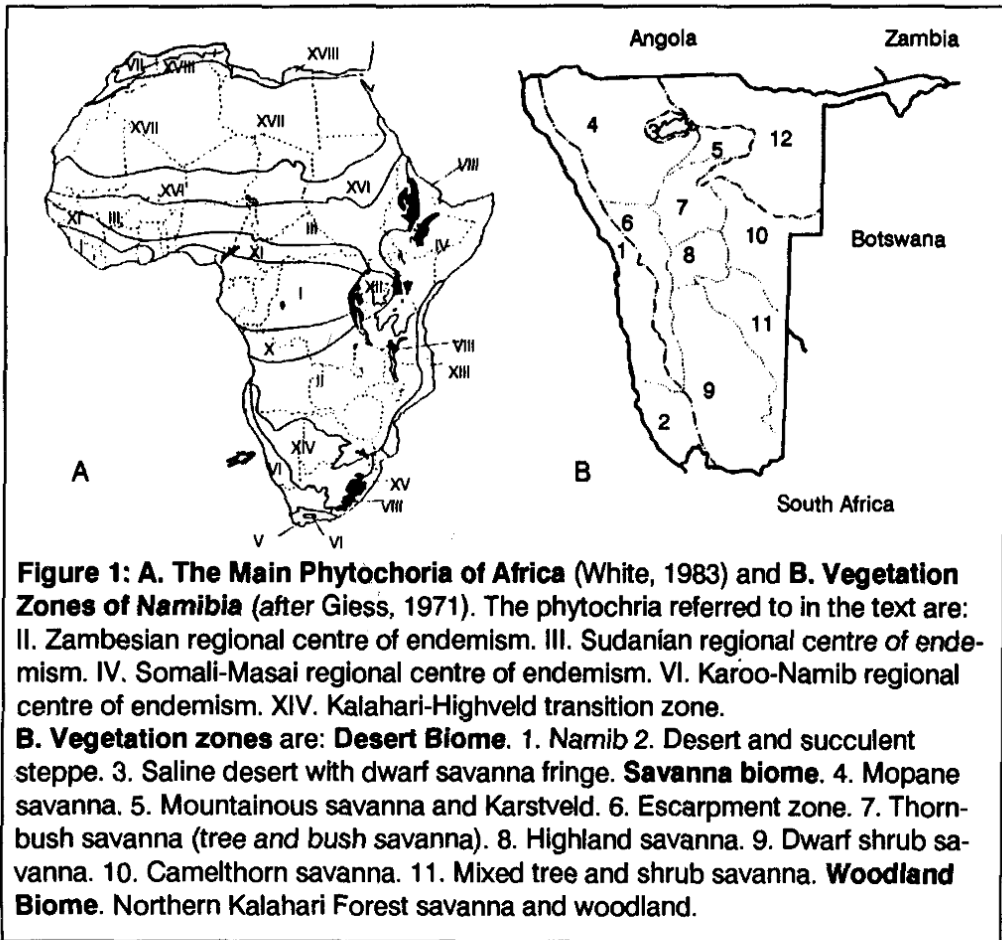 Angola
Zambia
VII
XVIII
XVIII
XVII
XVII
VIII
XVI
XVI
XI
III
III
IV
I
XI
XII
I
X
VIII
II
XIII
XIV
VI
A
XV
VIII
V
VI
4
3
5
12
6
7
1
10
8
Botswana
11
9
2
B
South Africa
Figure 1: A. The Main Phytochoria of Africa (White, 1983) and B. Vegetation
Zones of Namibia (after Giess, 1971). The phytochria referred to in the text are:
II. Zambesian regional centre of endemism. III. Sudanian regional centre of ende-
mism. IV. Somali-Masai regional centre of endemism. VI. Karoo-Namib regional
centre of endemism. XIV. Kalahari-Highveld transition zone.
B. Vegetation zones are: Desert Biome. 1. Namib 2. Desert and succulent
steppe. 3. Saline desert with dwarf savanna fringe. Savanna biome. 4. Mopane
savanna. 5. Mountainous savanna and Karstveld. 6. Escarpment zone. 7. Thorn-
bush savanna (tree and bush savanna). 8. Highland savanna. 9. Dwarf shrub sa-
vanna. 10. Camelthorn savanna. 11. Mixed tree and shrub savanna. Woodland
Biome. Northern Kalahari Forest savanna and woodland.